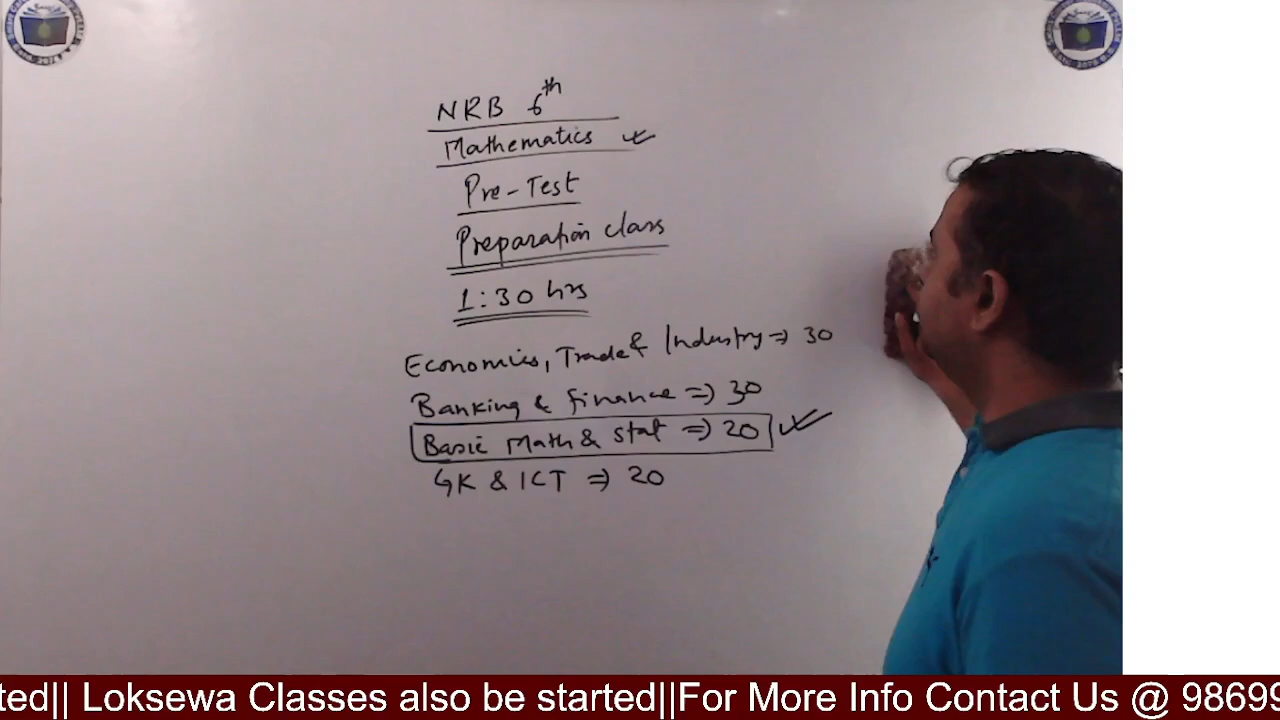 NRB 6th
Mathematics
Pre-Test
Preparation class
1:30 hrs
Economics, Trade & Industry => 30
Banking & finance => 30
Basic Math & stat => 20
GK & ICT => 20
ted|| Loksewa Classes also be started||For More Info Contact Us @ 98699